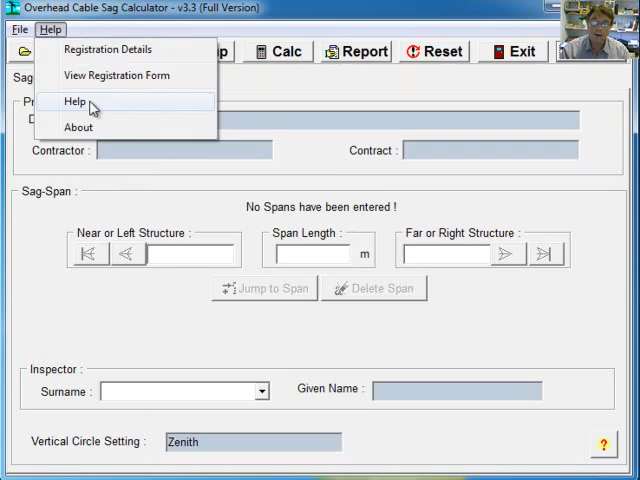 Overhead Cable Sag Calculator - v3.3 (Full Version)
File Help
Registration Details
View Registration Form
Help
About
Calc
Report
Reset
Exit
Contractor :
Contract :
Sag-Span :
No Spans have been entered !
Near or Left Structure :
Span Length :
m
Far or Right Structure :
Jump to Span
Delete Span
Inspector :
Surname :
Given Name :
Vertical Circle Setting :
Zenith
?